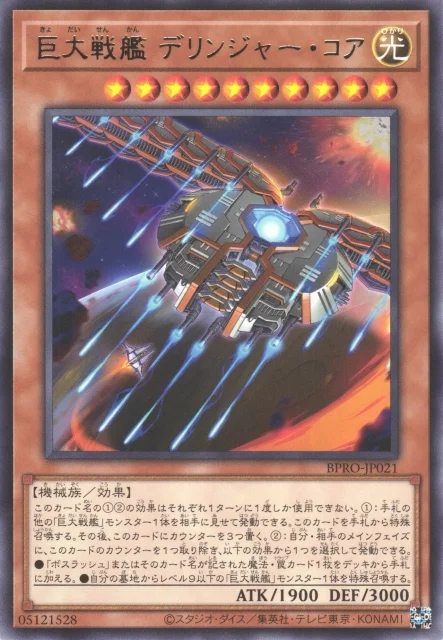 巨大戦艦 デリンジャー・コア
光
BPRO-JP021
【機械族/効果】
このカード名の①②の効果はそれぞれ1ターンに1度しか使用できない。①:手札の
他の「巨大戦艦」モンスター1体を相手に見せて発動できる。このカードを手札から特殊
召喚する。その後、このカードにカウンターを3つ置く。②:自分・相手のメインフェイズ
に、このカードのカウンターを1つ取り除き、以下の効果から1つを選択して発動できる。
●「ボスラッシュ」またはそのカード名が記された魔法・罠カード1枚をデッキから手札
に加える。●自分の墓地からレベル9以下の「巨大戦艦」モンスター1体を特殊召喚する。
ATK/1900 DEF/3000
05121528
©スタジオ・ダイス/集英社・テレビ東京・KONAMI